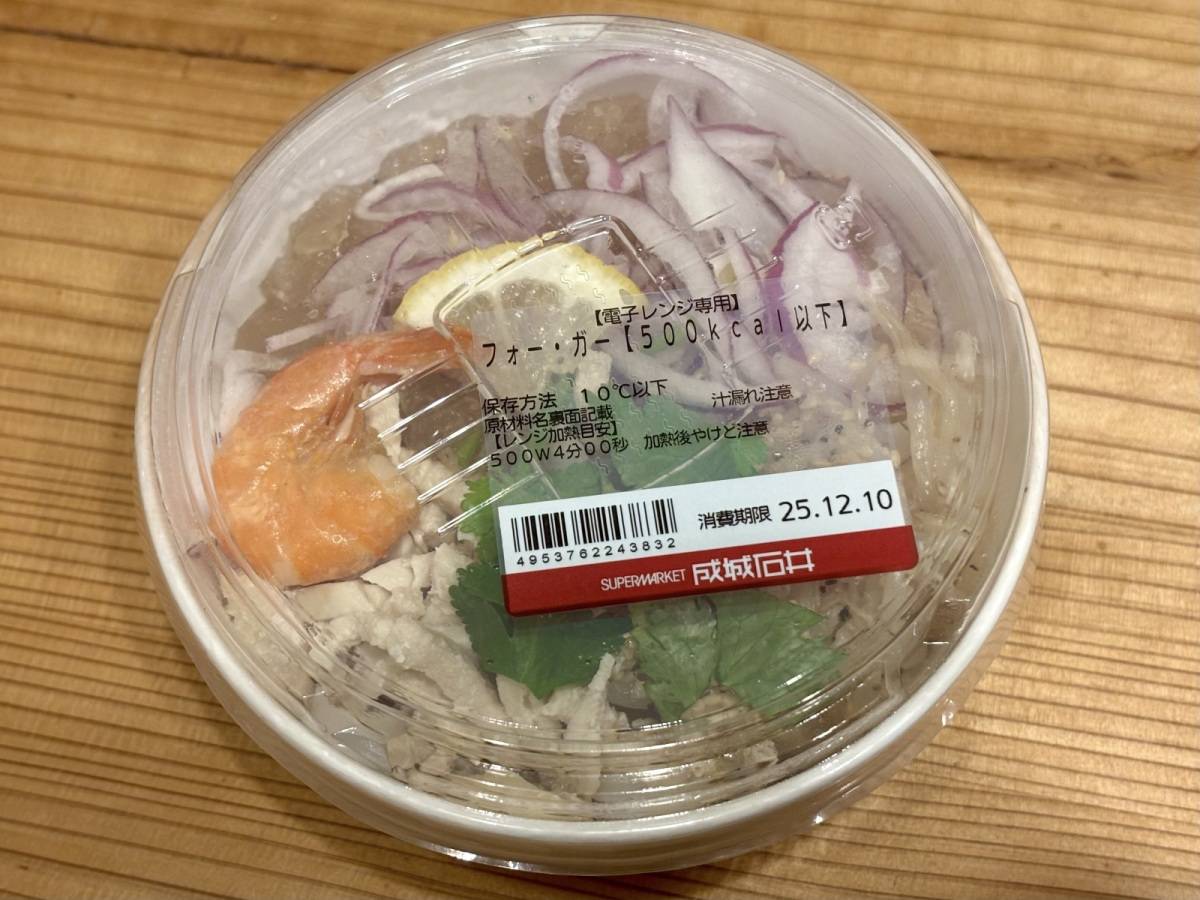 【電子レンジ専用】
フォー・ガー【500kcal以下】
保存方法 10℃以下 汁漏れ注意
原材料名裏面記載
【レンジ加熱目安】
500W4分00秒 加熱後やけど注意
消費期限 25.12.10
4953762243832
SUPERMARKET 成城石井